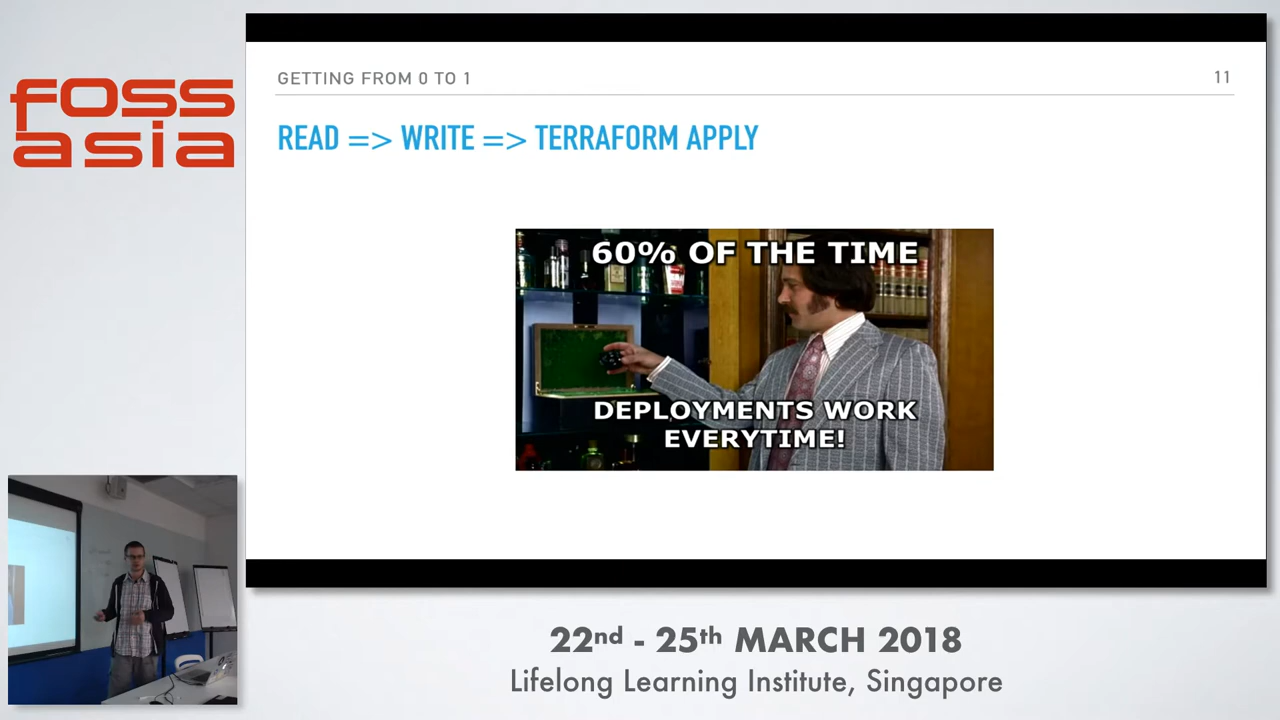 foss
asia
GETTING FROM 0 TO 1
11
READ => WRITE => TERRAFORM APPLY
60% OF THE TIME
DEPLOYMENTS WORK
EVERYTIME!
22nd - 25th MARCH 2018
Lifelong Learning Institute, Singapore